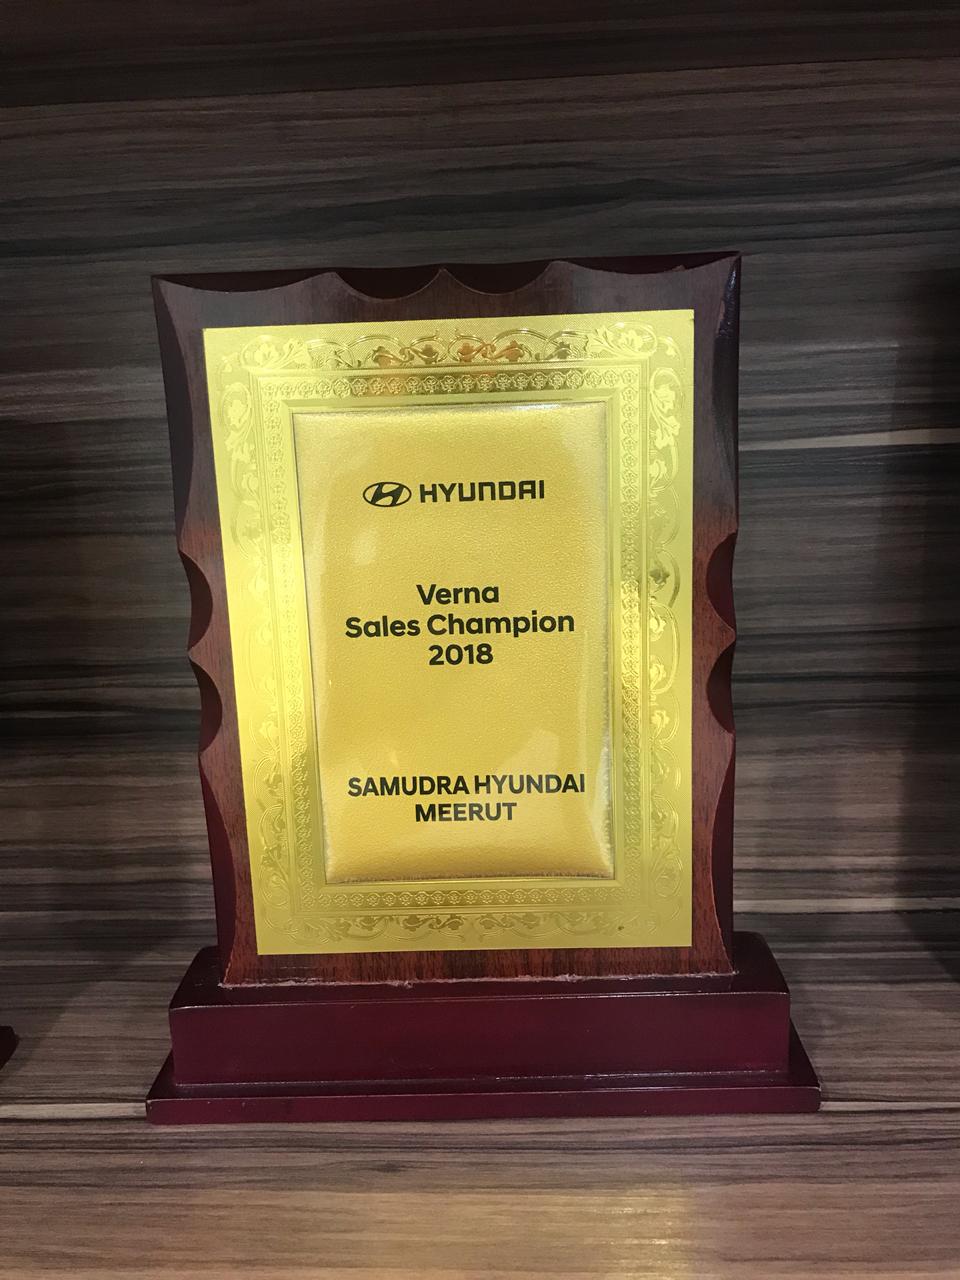 HYUNDAI
Verna
Sales Champion
2018
SAMUDRA HYUNDAI
MEERUT